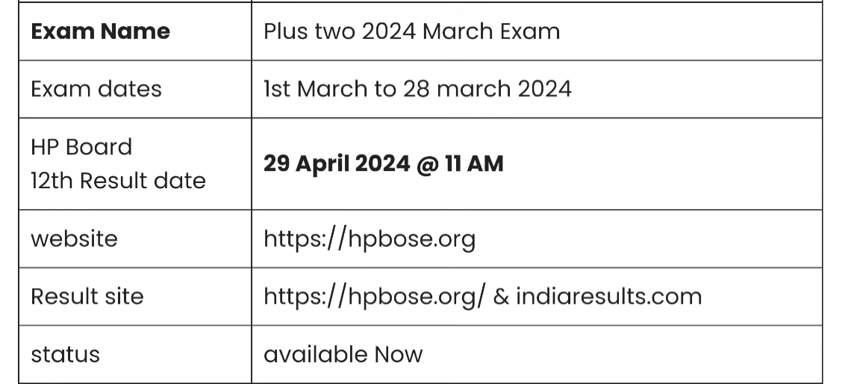 Exam Name
Plus two 2024 March Exam
Exam dates
1st March to 28 march 2024
HP Board
12th Result date
29 April 2024 @ 11 AM
website
https://hpbose.org
Result site
https://hpbose.org/ & indiaresults.com
status
available Now